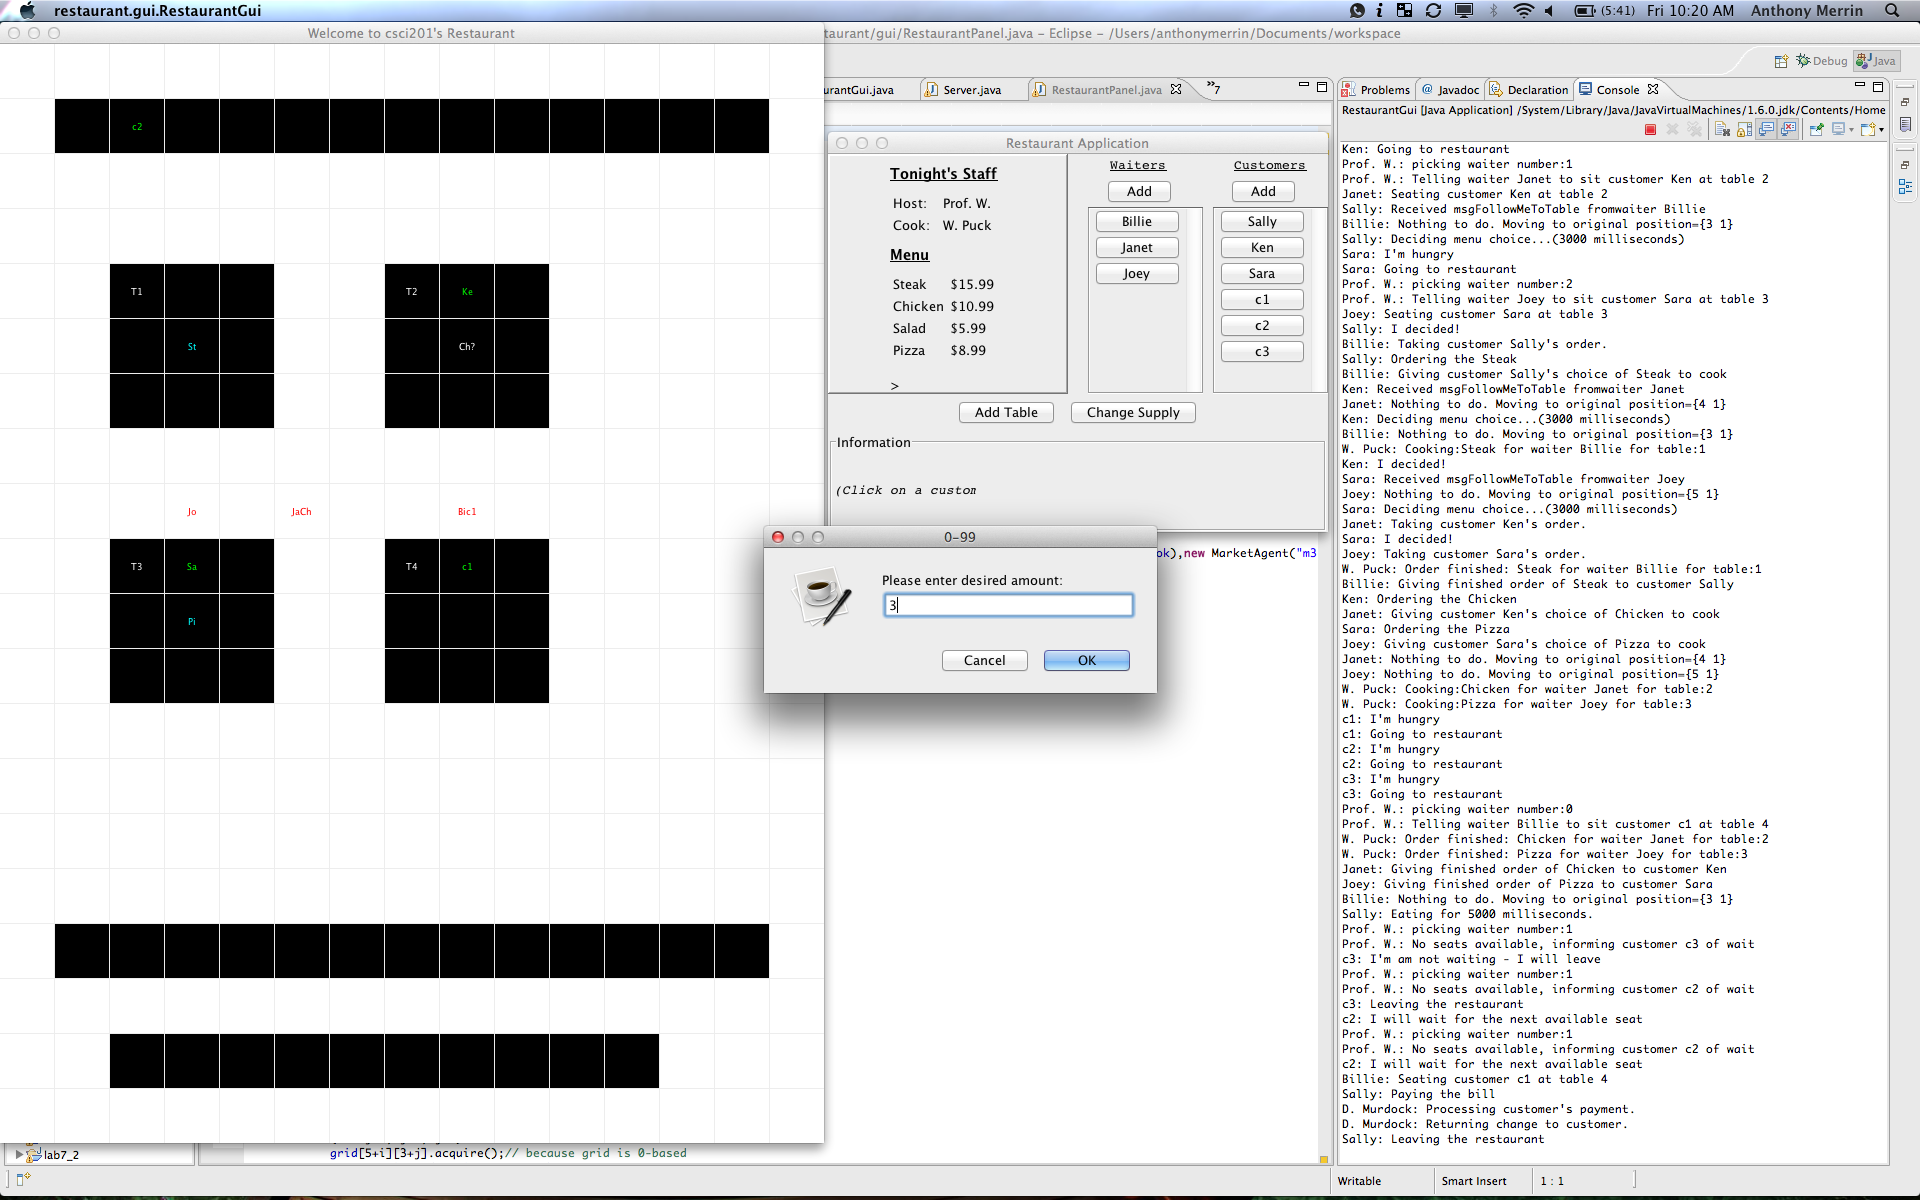 restaurant.gui.RestaurantGui
(5:41) Fri 10:20 AM Anthony Merrin
Welcome to csci201's Restaurant
taurant/gui/RestaurantPanel.java – Eclipse – /Users/anthonymerrin/Documents/workspace
Debug Java
urantGui.java Server.java RestaurantPanel.java »7
Problems @ Javadoc Declaration Console
RestaurantGui [Java Application] /System/Library/Java/JavaVirtualMachines/1.6.0.jdk/Contents/Home
c2
T1 T2 Ke
St Ch?
Jo JaCh Bic1
T3 Sa T4 c1
Pi
Restaurant Application
Tonight's Staff
Host: Prof. W.
Cook: W. Puck
Menu
Steak $15.99
Chicken $10.99
Salad $5.99
Pizza $8.99
>
Waiters
Add
Billie
Janet
Joey
Customers
Add
Sally
Ken
Sara
c1
c2
c3
Add Table Change Supply
Information
(Click on a custom
ok),new MarketAgent("m3
0-99
Please enter desired amount:
3
Cancel OK
Ken: Going to restaurant
Prof. W.: picking waiter number:1
Prof. W.: Telling waiter Janet to sit customer Ken at table 2
Janet: Seating customer Ken at table 2
Sally: Received msgFollowMeToTable fromwaiter Billie
Billie: Nothing to do. Moving to original position={3 1}
Sally: Deciding menu choice...(3000 milliseconds)
Sara: I'm hungry
Sara: Going to restaurant
Prof. W.: picking waiter number:2
Prof. W.: Telling waiter Joey to sit customer Sara at table 3
Joey: Seating customer Sara at table 3
Sally: I decided!
Billie: Taking customer Sally's order.
Sally: Ordering the Steak
Billie: Giving customer Sally's choice of Steak to cook
Ken: Received msgFollowMeToTable fromwaiter Janet
Janet: Nothing to do. Moving to original position={4 1}
Ken: Deciding menu choice...(3000 milliseconds)
Billie: Nothing to do. Moving to original position={3 1}
W. Puck: Cooking:Steak for waiter Billie for table:1
Ken: I decided!
Sara: Received msgFollowMeToTable fromwaiter Joey
Joey: Nothing to do. Moving to original position={5 1}
Sara: Deciding menu choice...(3000 milliseconds)
Janet: Taking customer Ken's order.
Sara: I decided!
Joey: Taking customer Sara's order.
W. Puck: Order finished: Steak for waiter Billie for table:1
Billie: Giving finished order of Steak to customer Sally
Ken: Ordering the Chicken
Janet: Giving customer Ken's choice of Chicken to cook
Sara: Ordering the Pizza
Joey: Giving customer Sara's choice of Pizza to cook
Janet: Nothing to do. Moving to original position={4 1}
Joey: Nothing to do. Moving to original position={5 1}
W. Puck: Cooking:Chicken for waiter Janet for table:2
W. Puck: Cooking:Pizza for waiter Joey for table:3
c1: I'm hungry
c1: Going to restaurant
c2: I'm hungry
c2: Going to restaurant
c3: I'm hungry
c3: Going to restaurant
Prof. W.: picking waiter number:0
Prof. W.: Telling waiter Billie to sit customer c1 at table 4
W. Puck: Order finished: Chicken for waiter Janet for table:2
W. Puck: Order finished: Pizza for waiter Joey for table:3
Janet: Giving finished order of Chicken to customer Ken
Joey: Giving finished order of Pizza to customer Sara
Billie: Nothing to do. Moving to original position={3 1}
Sally: Eating for 5000 milliseconds.
Prof. W.: picking waiter number:1
Prof. W.: No seats available, informing customer c3 of wait
c3: I'm am not waiting - I will leave
Prof. W.: picking waiter number:1
Prof. W.: No seats available, informing customer c2 of wait
c3: Leaving the restaurant
c2: I will wait for the next available seat
Prof. W.: picking waiter number:1
Prof. W.: No seats available, informing customer c2 of wait
c2: I will wait for the next available seat
Billie: Seating customer c1 at table 4
Sally: Paying the bill
D. Murdock: Processing customer's payment.
D. Murdock: Returning change to customer.
Sally: Leaving the restaurant
lab7_2
grid[5+i][3+j].acquire();// because grid is 0-based
Writable Smart Insert 1 : 1